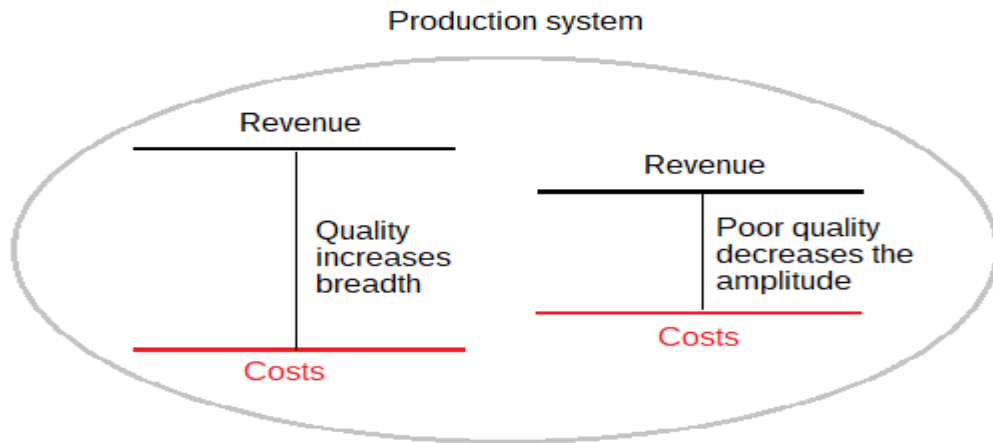 Production system
Revenue
Quality
increases
breadth
Costs
Revenue
Poor quality
decreases the
amplitude
Costs